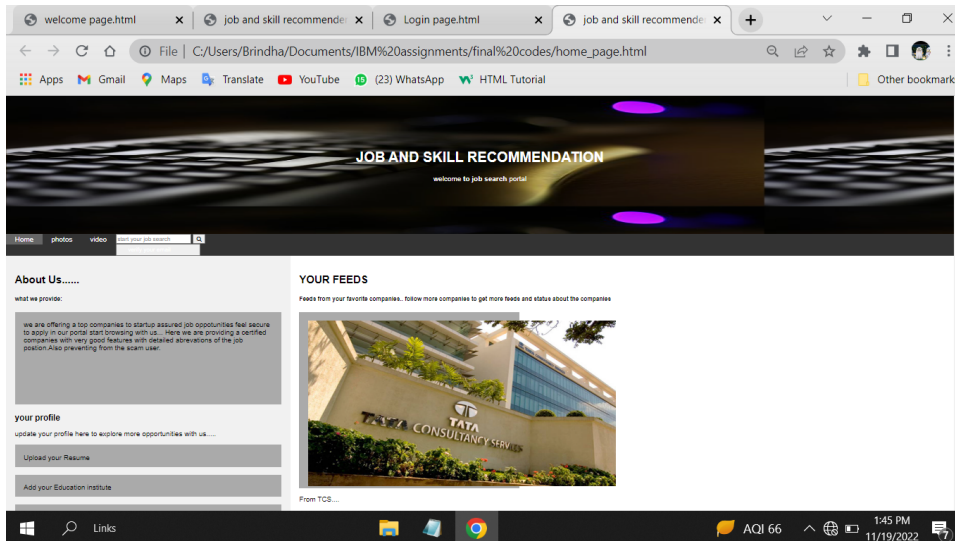 welcome page.html
job and skill recommender
Login page.html
job and skill recommender
File
C:/Users/Brindha/Documents/IBM%20assignments/final%20codes/home_page.html
Apps
Gmail
Maps
Translate
YouTube
(23) WhatsApp
HTML Tutorial
Other bookmark
JOB AND SKILL RECOMMENDATION
welcome to job search portal
Home
photos
video
start your job search
About Us......
what we provide:
we are offering a top companies to startup assured job oppotunities feel secure
to apply in our portal start browsing with us... Here we are providing a certified
companies with very good features with detailed abrevations of the job
postion.Also preventing from the scam user.
your profile
update your profile here to explore more opportunities with us.....
Upload your Resume
Add your Education institute
YOUR FEEDS
Feeds from your favorite companies.. follow more companies to get more feeds and status about the companies
TATA
TATA
CONSULTANCY SERVICES
From TCS....
Links
AQI 66
1:45 PM
11/19/2022
7